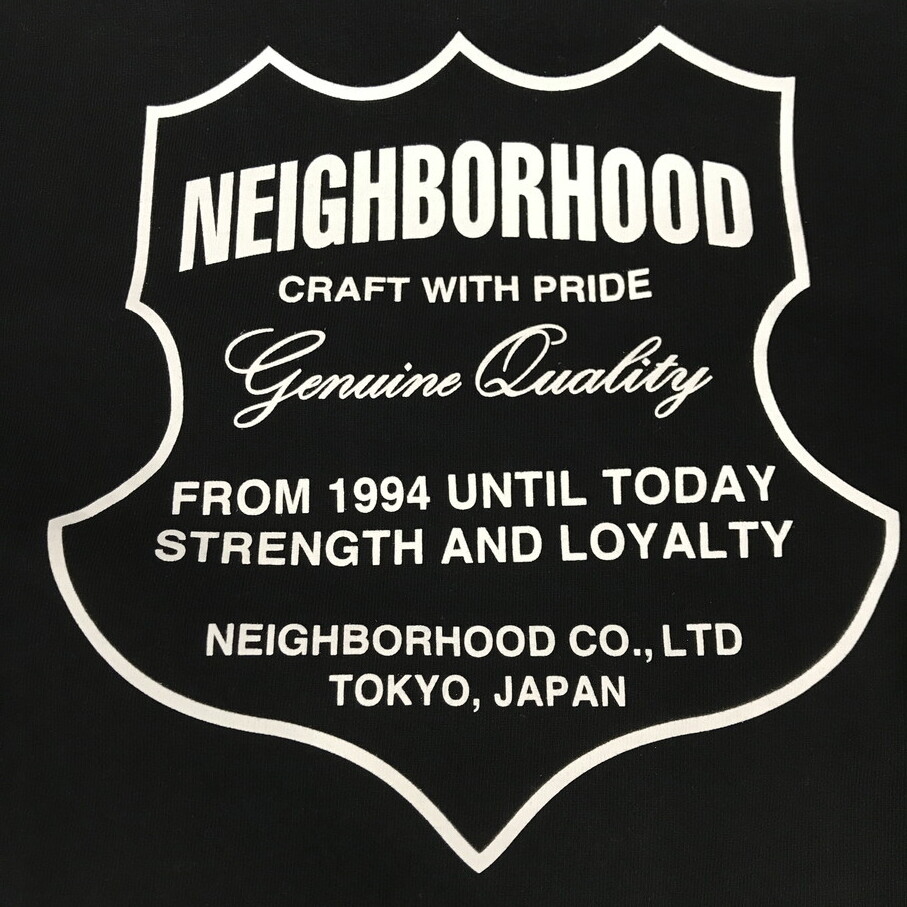 NEIGHBORHOOD
CRAFT WITH PRIDE
Genuine Quality
FROM 1994 UNTIL TODAY
STRENGTH AND LOYALTY
NEIGHBORHOOD CO., LTD
TOKYO, JAPAN